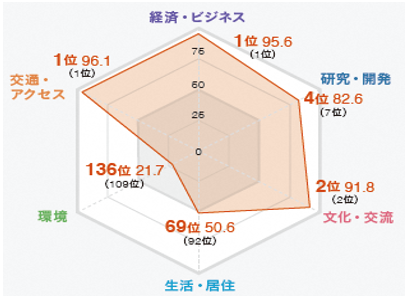 経済・ビジネス
1位 95.6
(1位)
研究・開発
4位 82.6
(7位)
2位 91.8
(2位)
文化・交流
69位 50.6
(92位)
生活・居住
136位 21.7
(109位)
環境
1位 96.1
(1位)
交通・
アクセス
75
50
25
0